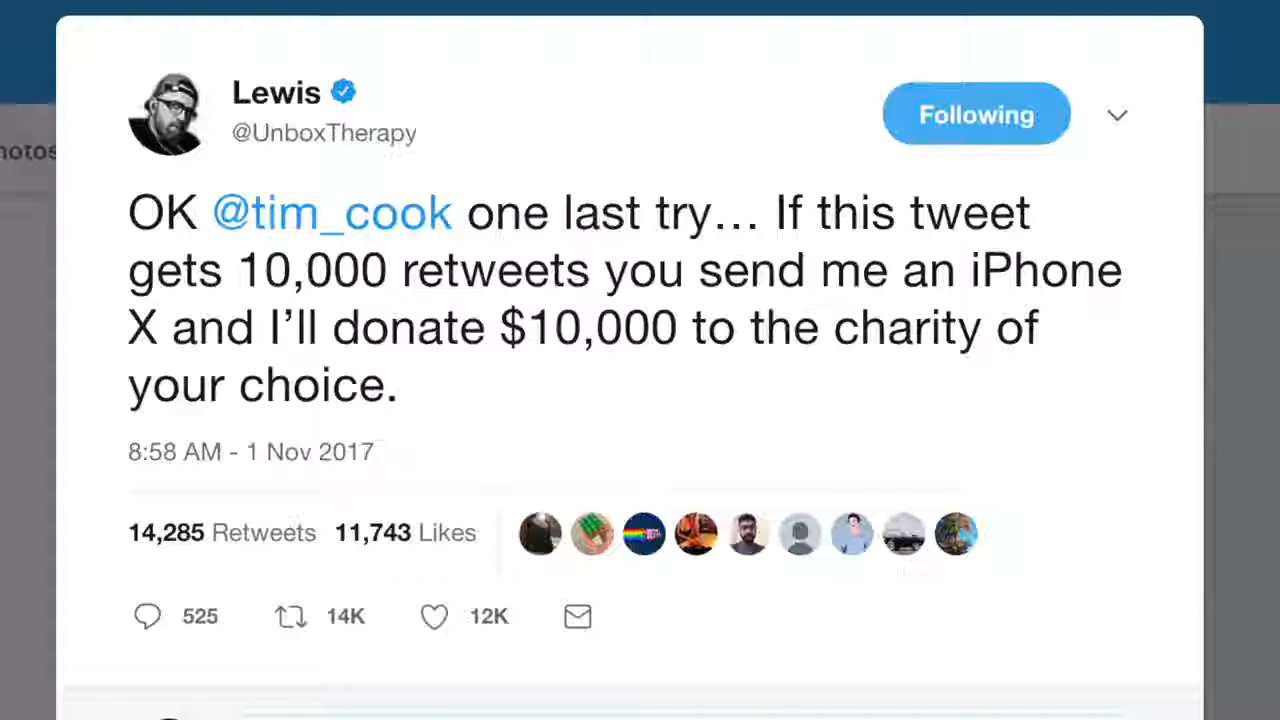 Lewis
@UnboxTherapy
Following
hotos
OK @tim_cook one last try... If this tweet
gets 10,000 retweets you send me an iPhone
X and I’ll donate $10,000 to the charity of
your choice.
8:58 AM - 1 Nov 2017
14,285 Retweets 11,743 Likes
525 14K 12K